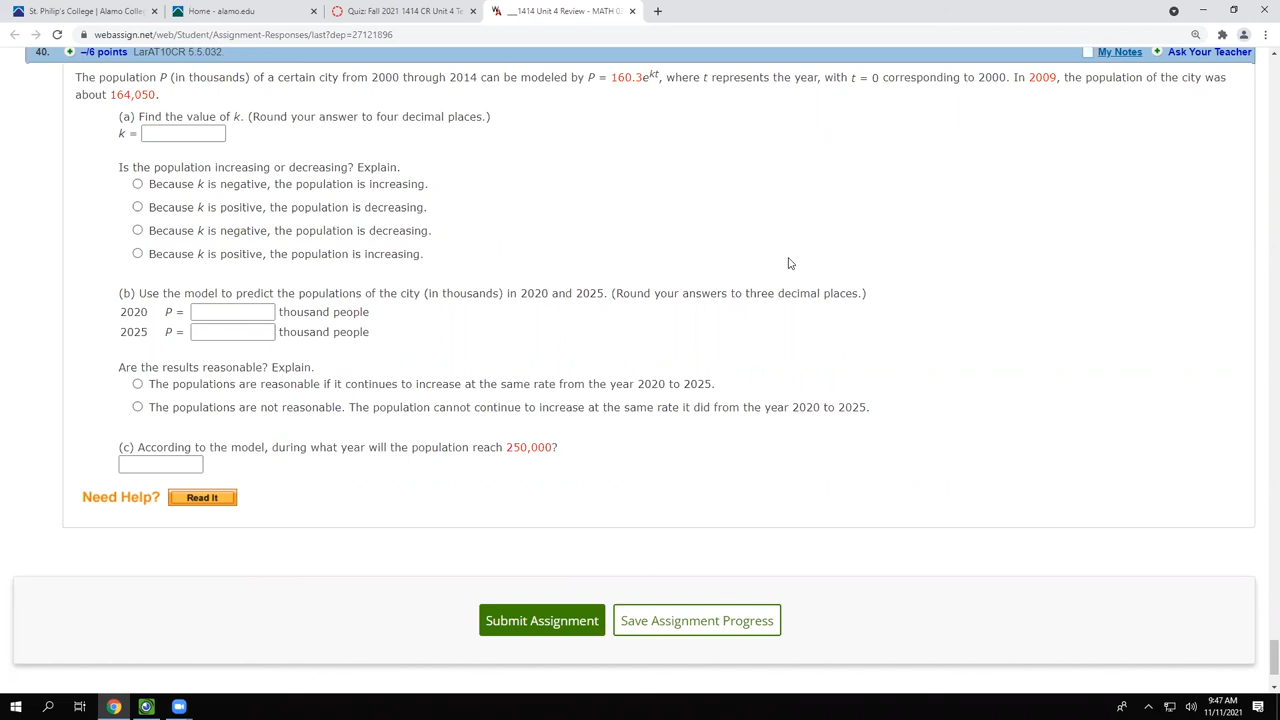 St. Philip's College | Alamo Colleg
Home - alamo.edu
Quiz: Fall 2021 1414 CR Unit 4 Te
__1414 Unit 4 Review - MATH 0
webassign.net/web/Student/Assignment-Responses/last?dep=27121896
40. –/6 points LarAT10CR 5.5.032. My Notes Ask Your Teacher
The population P (in thousands) of a certain city from 2000 through 2014 can be modeled by P = 160.3e^kt, where t represents the year, with t = 0 corresponding to 2000. In 2009, the population of the city was
about 164,050.
(a) Find the value of k. (Round your answer to four decimal places.)
k =
Is the population increasing or decreasing? Explain.
Because k is negative, the population is increasing.
Because k is positive, the population is decreasing.
Because k is negative, the population is decreasing.
Because k is positive, the population is increasing.
(b) Use the model to predict the populations of the city (in thousands) in 2020 and 2025. (Round your answers to three decimal places.)
2020 P = thousand people
2025 P = thousand people
Are the results reasonable? Explain.
The populations are reasonable if it continues to increase at the same rate from the year 2020 to 2025.
The populations are not reasonable. The population cannot continue to increase at the same rate it did from the year 2020 to 2025.
(c) According to the model, during what year will the population reach 250,000?
Need Help? Read It
Submit Assignment Save Assignment Progress
9:47 AM
11/11/2021